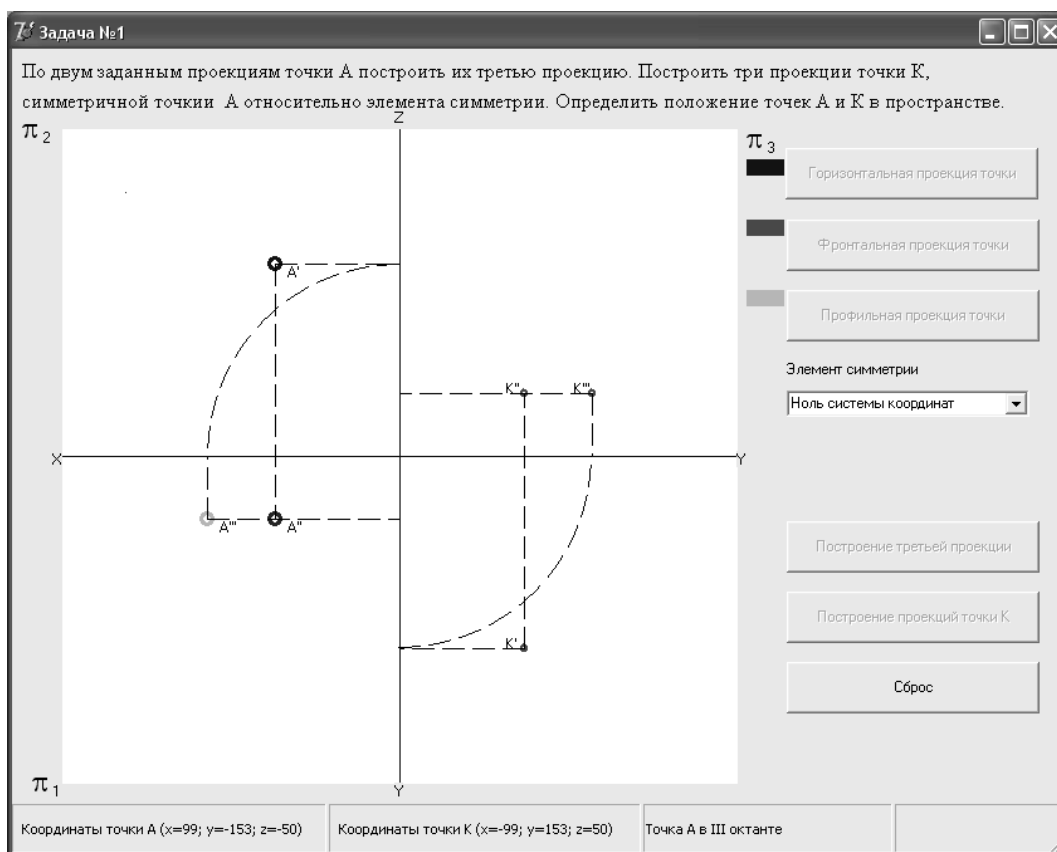 Задача №1
По двум заданным проекциям точки А построить их третью проекцию. Построить три проекции точки К,
симметричной точкии А относительно элемента симметрии. Определить положение точек А и К в пространстве.
π2
Z
π3
Горизонтальная проекция точки
Фронтальная проекция точки
A'
Профильная проекция точки
Элемент симметрии
K" K'"
Ноль системы координат
X Y
A'" A"
Построение третьей проекции
Построение проекций точки К
K'
Сброс
π1
Y
Координаты точки А (x=99; y=-153; z=-50) Координаты точки К (x=-99; y=153; z=50) Точка А в III октанте